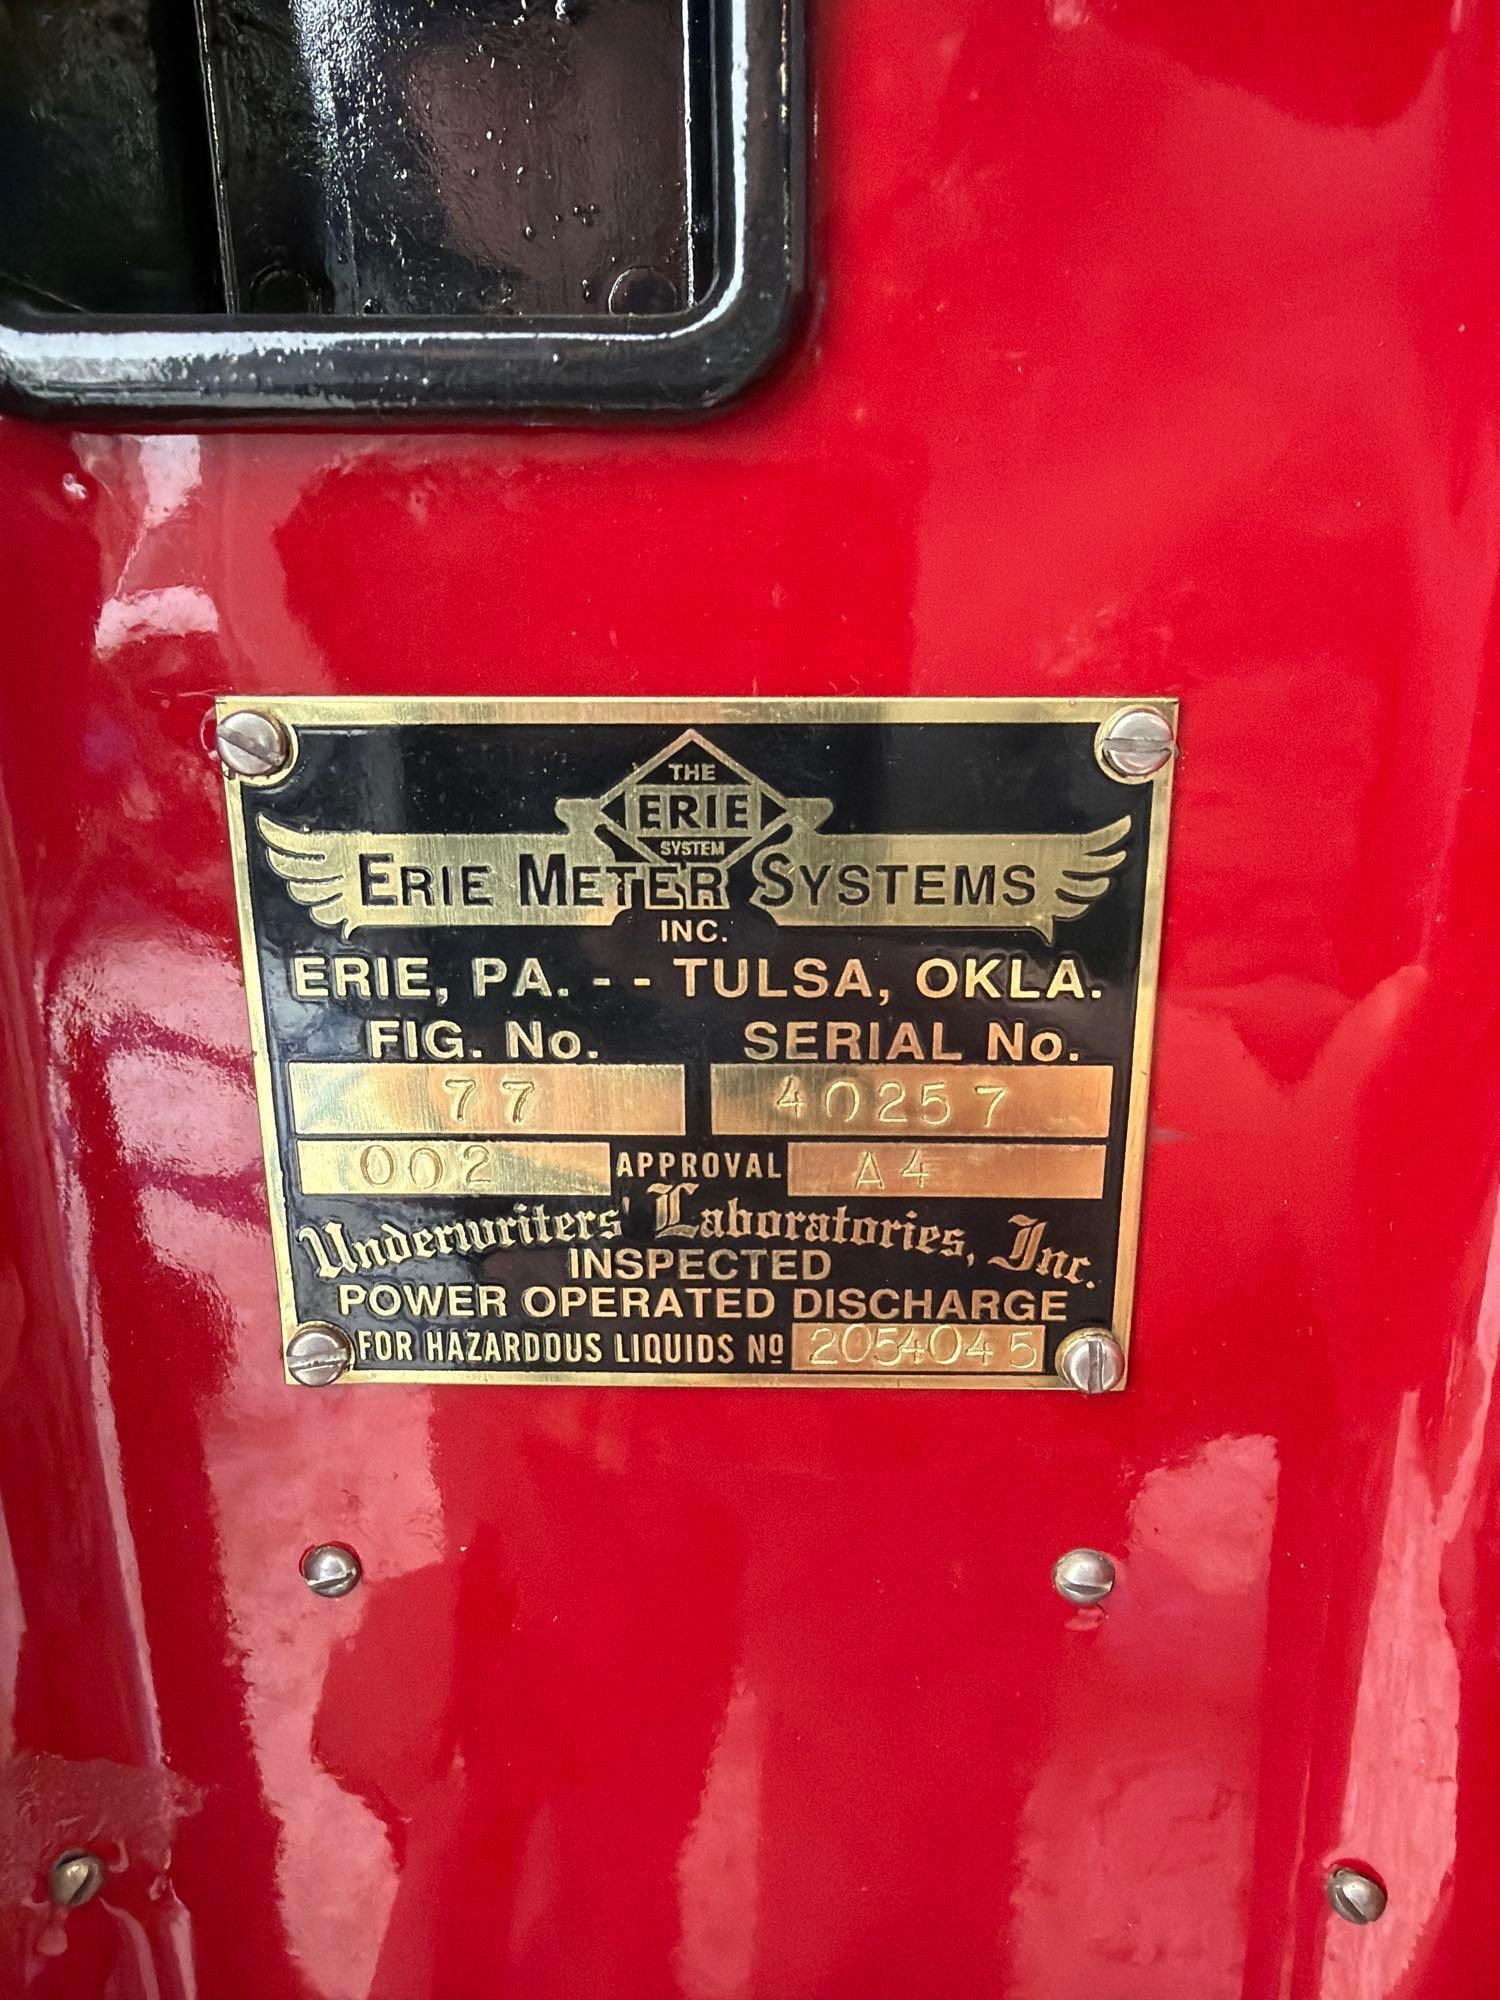 THE
ERIE
SYSTEM
ERIE METER SYSTEMS
INC.
ERIE, PA. - - TULSA, OKLA.
FIG. No. SERIAL No.
77 40257
002 APPROVAL A4
Underwriters' Laboratories, Inc.
INSPECTED
POWER OPERATED DISCHARGE
FOR HAZARDOUS LIQUIDS Nº 2054045